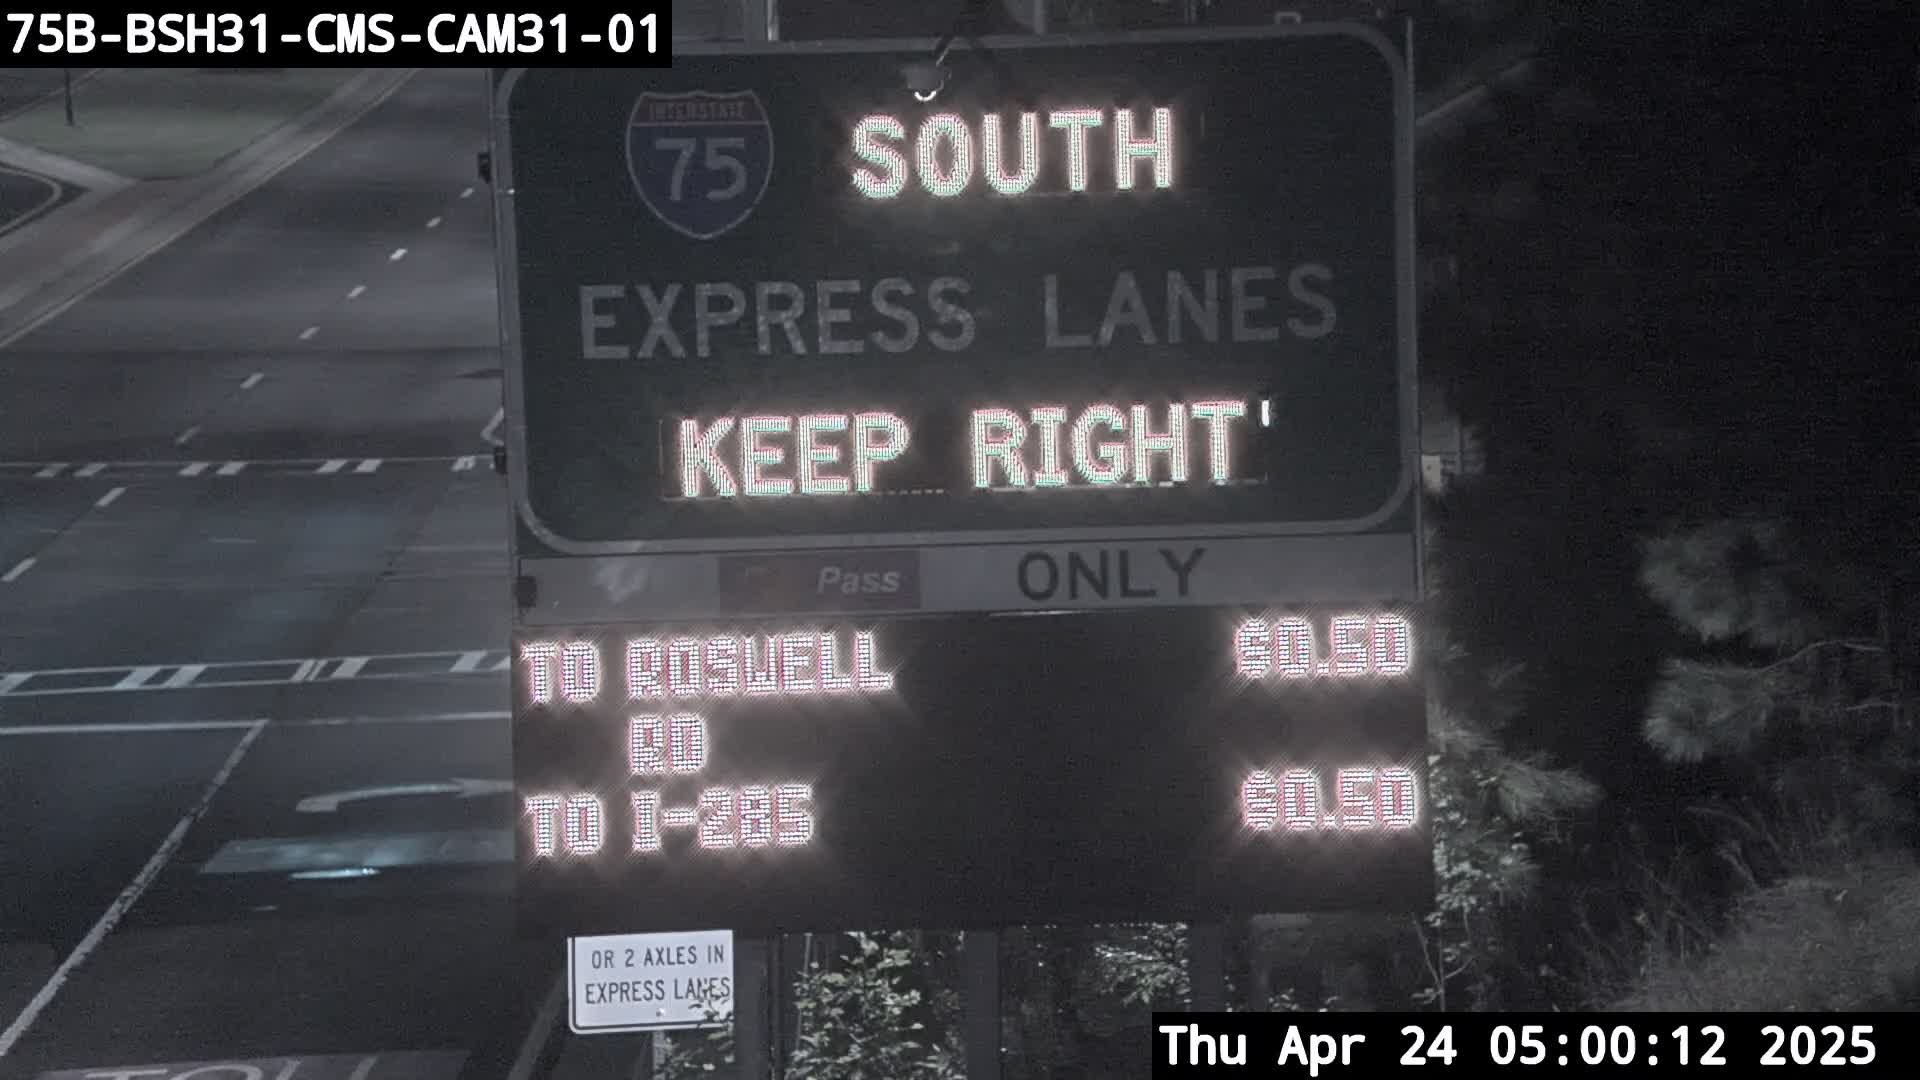 75B-BSH31-CMS-CAM31-01
INTERSTATE
75
SOUTH
EXPRESS LANES
KEEP RIGHT
Pass ONLY
TO ROSWELL $0.50
RD
TO I-285 $0.50
OR 2 AXLES IN
EXPRESS LANES
TOLL
Thu Apr 24 05:00:12 2025